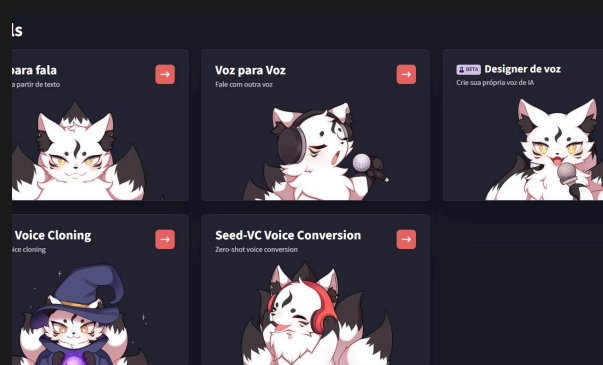 ls
para fala
a partir de texto
Voz para Voz
Fale com outra voz
BETA Designer de voz
Crie sua própria voz de IA
Voice Cloning
voice cloning
Seed-VC Voice Conversion
Zero-shot voice conversion